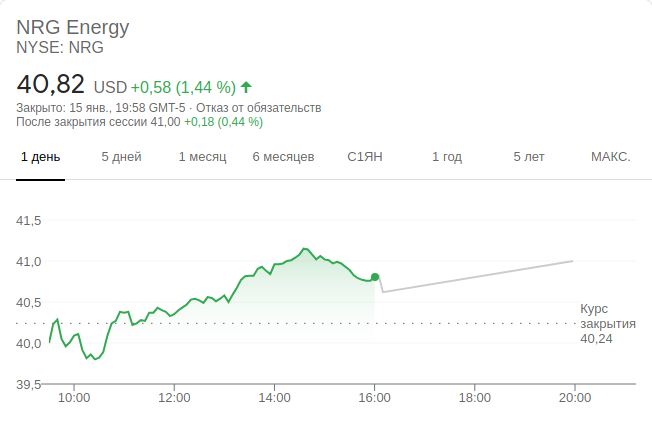 NRG Energy
NYSE: NRG
40,82 USD +0,58 (1,44 %)
Закрыто: 15 янв., 19:58 GMT-5 · Отказ от обязательств
После закрытия сессии 41,00 +0,18 (0,44 %)
1 день 5 дней 1 месяц 6 месяцев С1ЯН 1 год 5 лет МАКС.
41,5
41,0
40,5
Курс
закрытия
40,24
40,0
39,5
10:00 12:00 14:00 16:00 18:00 20:00